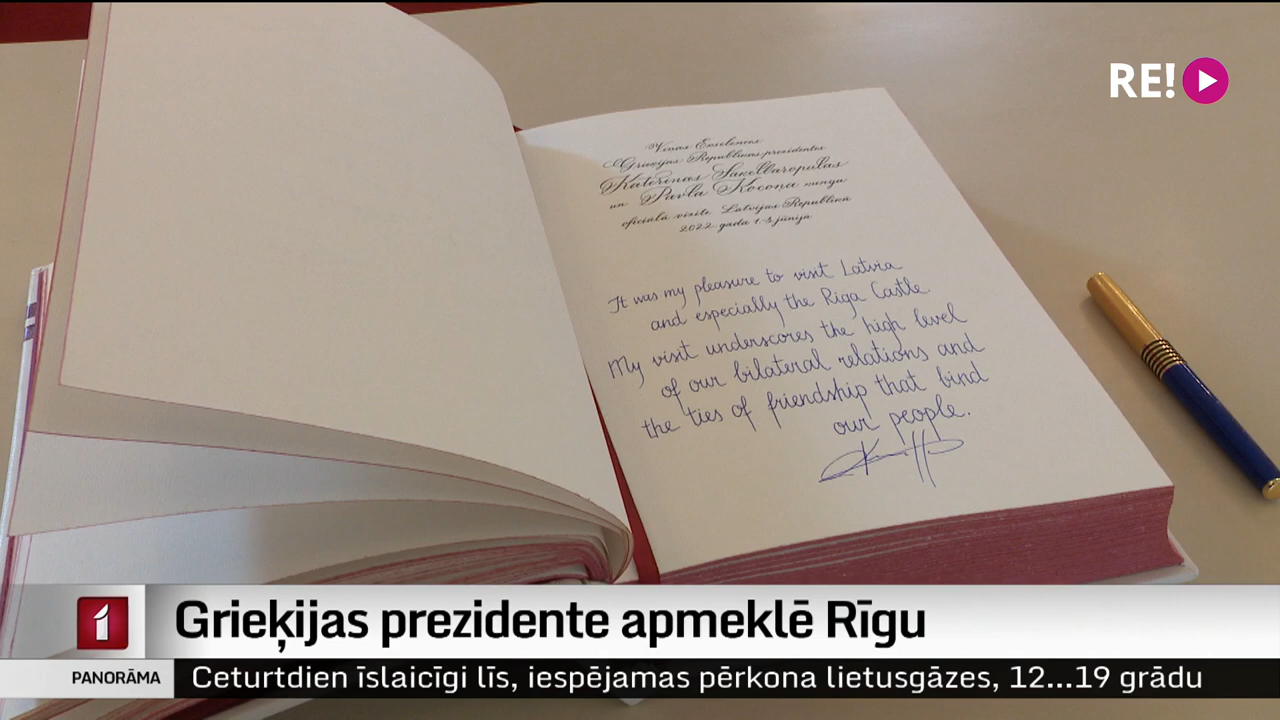 RE!
Viņas Ekselences
Grieķijas Republikas prezidentes
Katerinas Sakellaropulas
un Pavla Kocoņa kunga
oficiālā vizīte Latvijas Republikā
2022. gada 1.-3. jūnijā
It was my pleasure to visit Latvia
and especially the Riga Castle.
My visit underscores the high level
of our bilateral relations and
the ties of friendship that bind
our people.
1
Grieķijas prezidente apmeklē Rīgu
PANORĀMA
Ceturtdien īslaicīgi līs, iespējamas pērkona lietusgāzes, 12...19 grādu